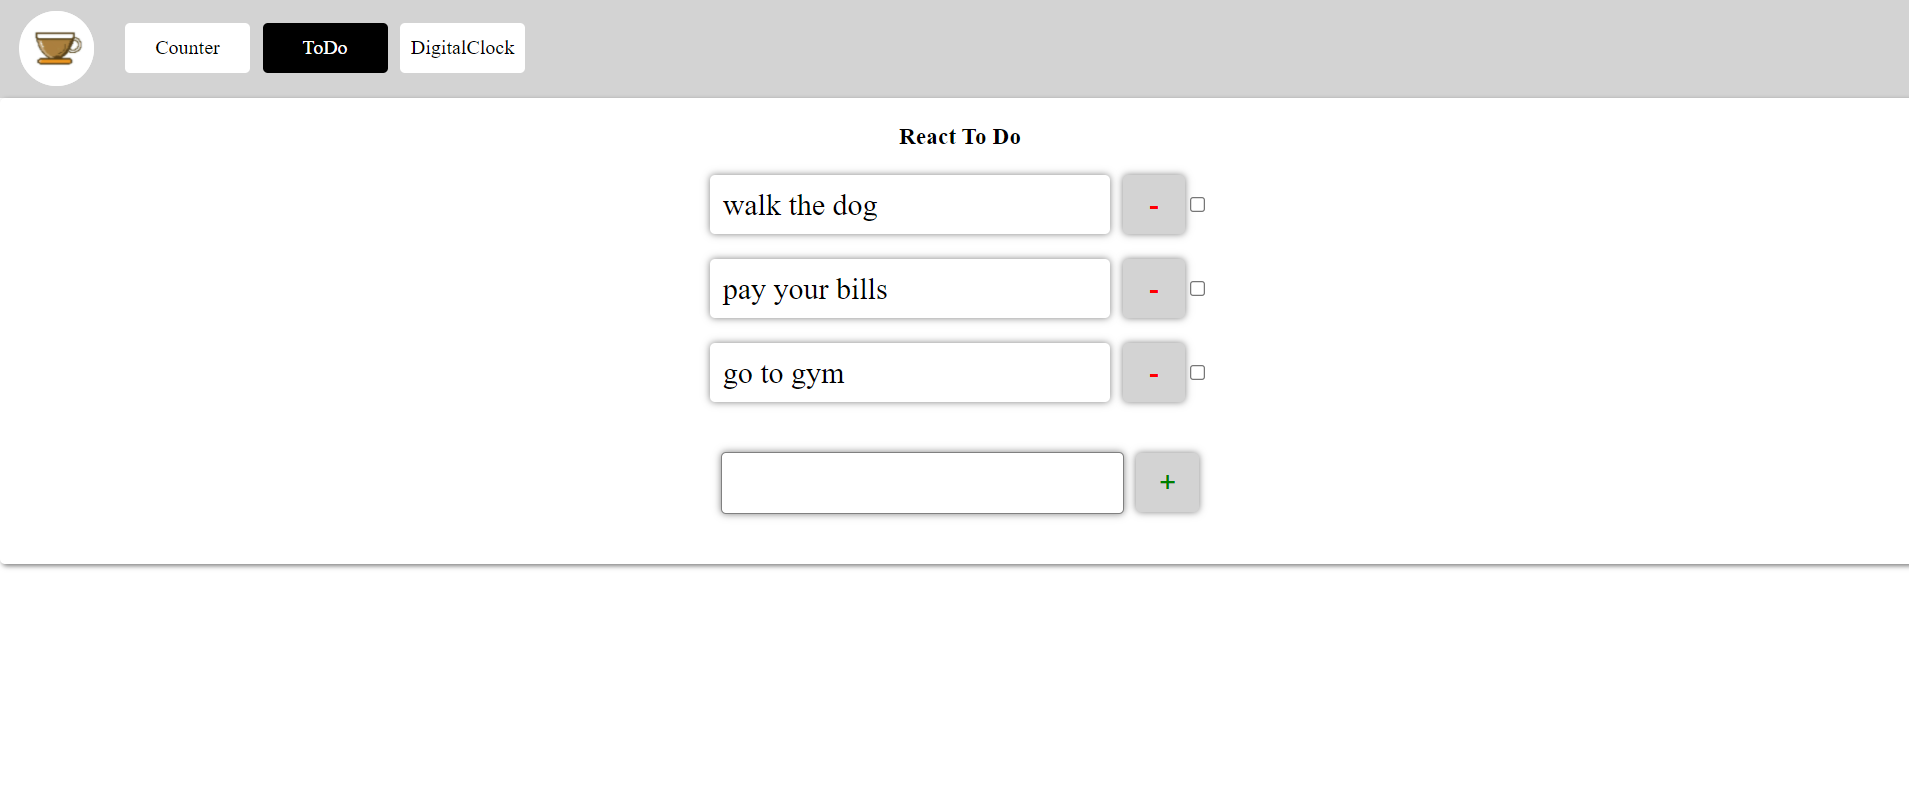 Counter ToDo DigitalClock
React To Do
walk the dog -
pay your bills -
go to gym -
+